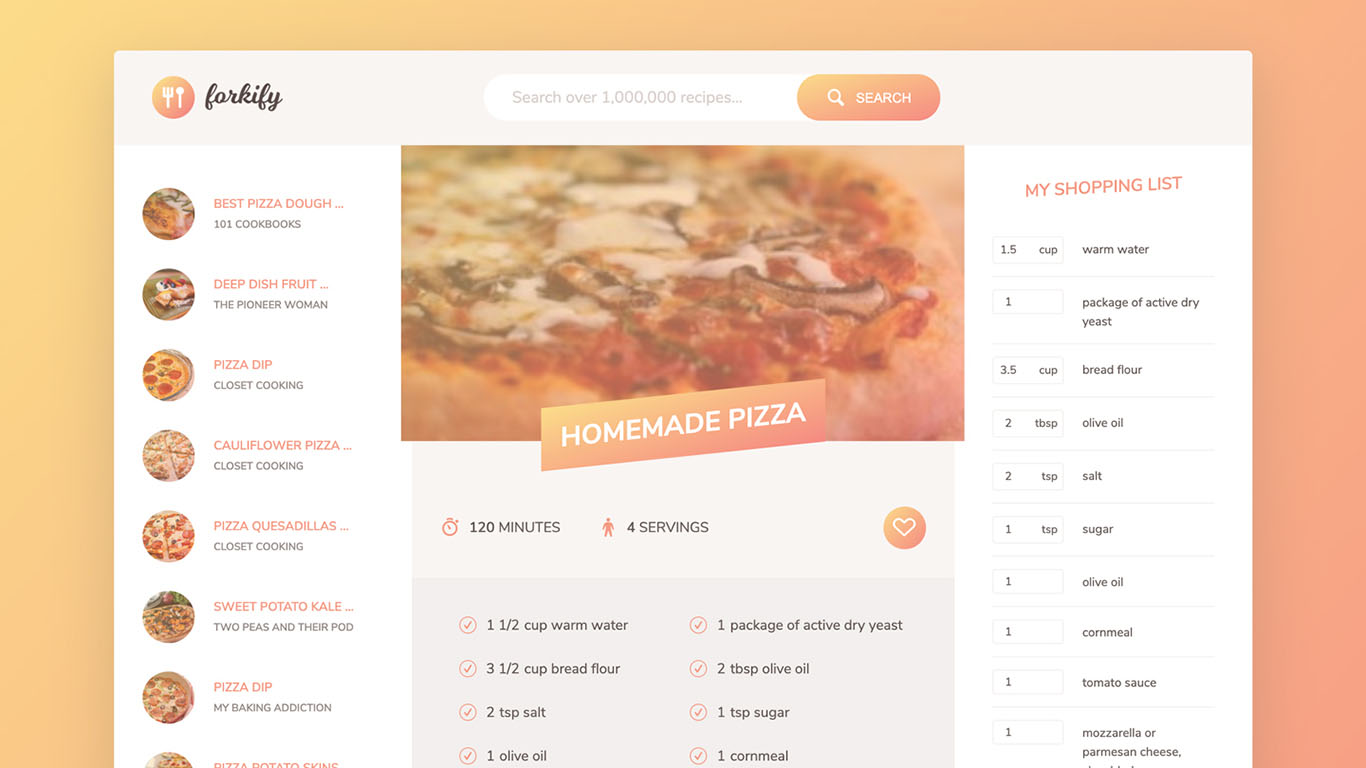 forkify
Search over 1,000,000 recipes...
SEARCH
BEST PIZZA DOUGH ...
101 COOKBOOKS
DEEP DISH FRUIT ...
THE PIONEER WOMAN
PIZZA DIP
CLOSET COOKING
CAULIFLOWER PIZZA ...
CLOSET COOKING
PIZZA QUESADILLAS ...
CLOSET COOKING
SWEET POTATO KALE ...
TWO PEAS AND THEIR POD
PIZZA DIP
MY BAKING ADDICTION
PIZZA POTATO SKINS
HOMEMADE PIZZA
120 MINUTES
4 SERVINGS
1 1/2 cup warm water
1 package of active dry yeast
3 1/2 cup bread flour
2 tbsp olive oil
2 tsp salt
1 tsp sugar
1 olive oil
1 cornmeal
MY SHOPPING LIST
1.5 cup warm water
1 package of active dry
yeast
3.5 cup bread flour
2 tbsp olive oil
2 tsp salt
1 tsp sugar
1 olive oil
1 cornmeal
1 tomato sauce
1 mozzarella or
parmesan cheese,